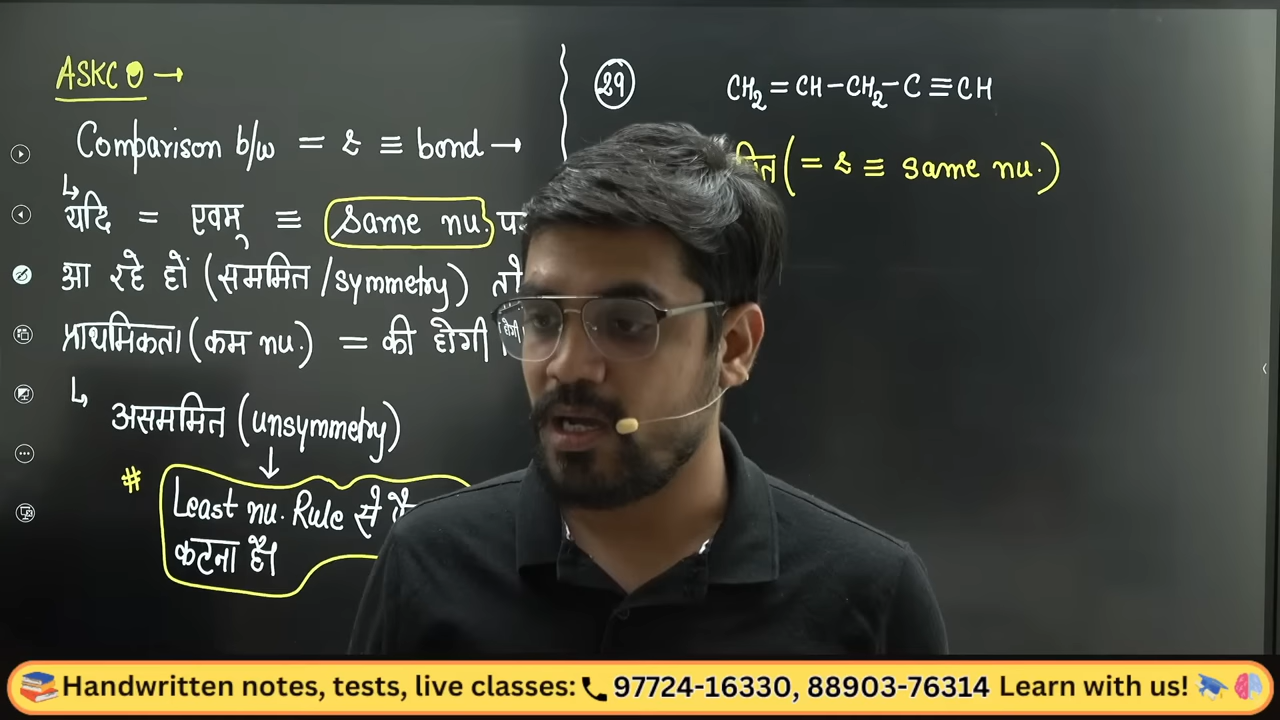 ASKC →
Comparison b/w = & ≡ bond →
↳ यदि = एवम् ≡ same nu.
आ रहे हों (सममित/symmetry) तो
प्राथमिकता (कम nu.) = की होगी
↳ असममित (unsymmetry)
↓
# Least nu. Rule से
कटना है।
29 CH₂=CH-CH₂-C≡CH
(= & ≡ same nu.)
Handwritten notes, tests, live classes: 97724-16330, 88903-76314 Learn with us!